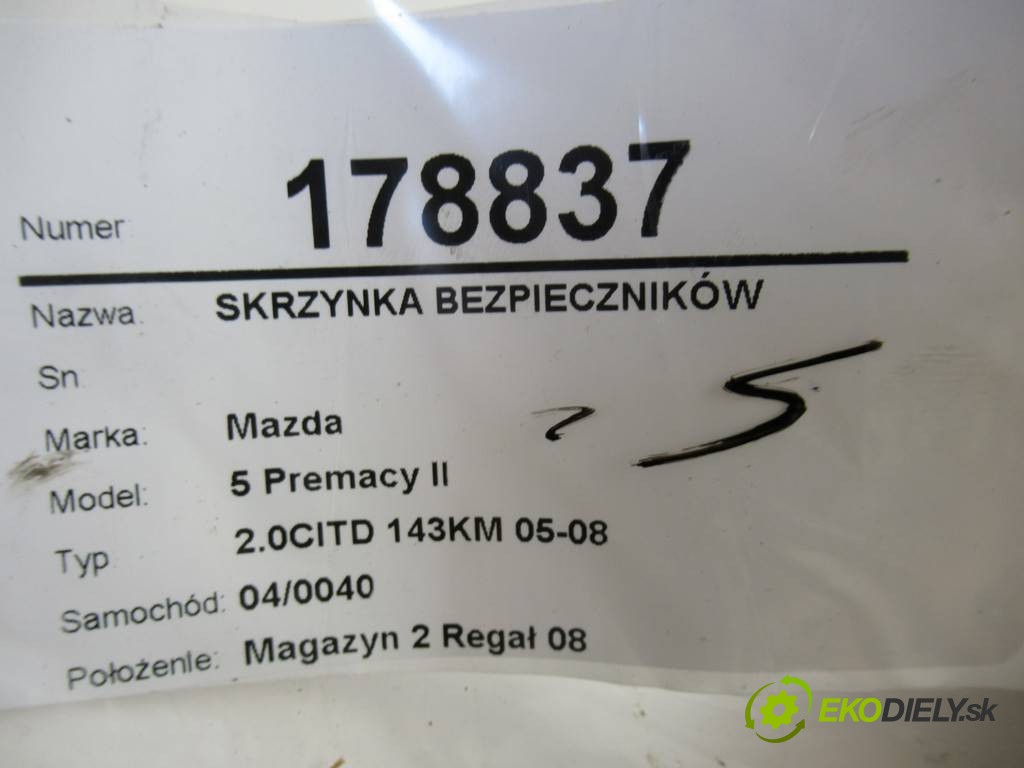 Numer: 178837
Nazwa: SKRZYNKA BEZPIECZNIKÓW
Sn
Marka: Mazda
Model: 5 Premacy II
Typ 2.0CITD 143KM 05-08
Samochód: 04/0040
Położenie: Magazyn 2 Regał 08
EKODIELY.sk